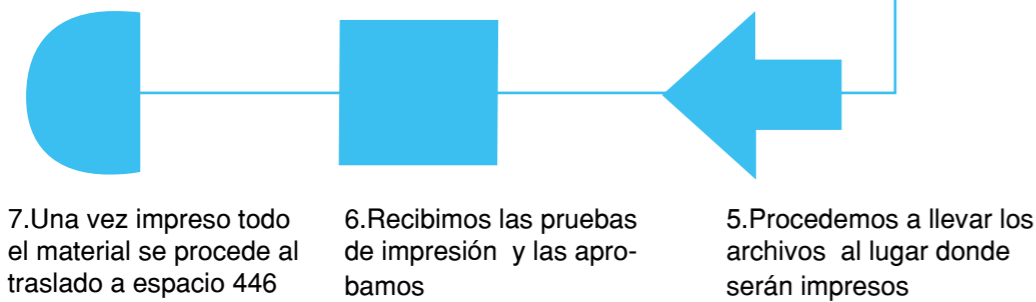 7.Una vez impreso todo
el material se procede al
traslado a espacio 446
6.Recibimos las pruebas
de impresión  y las apro-
bamos
5.Procedemos a llevar los
archivos  al lugar donde
serán impresos